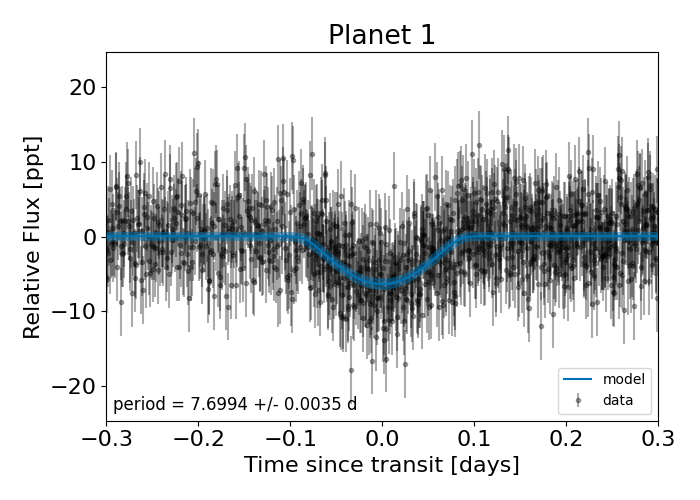 Planet 1
Relative Flux [ppt]
20
10
0
−10
−20
period = 7.6994 +/- 0.0035 d
model
data
−0.3 −0.2 −0.1 0.0 0.1 0.2 0.3
Time since transit [days]